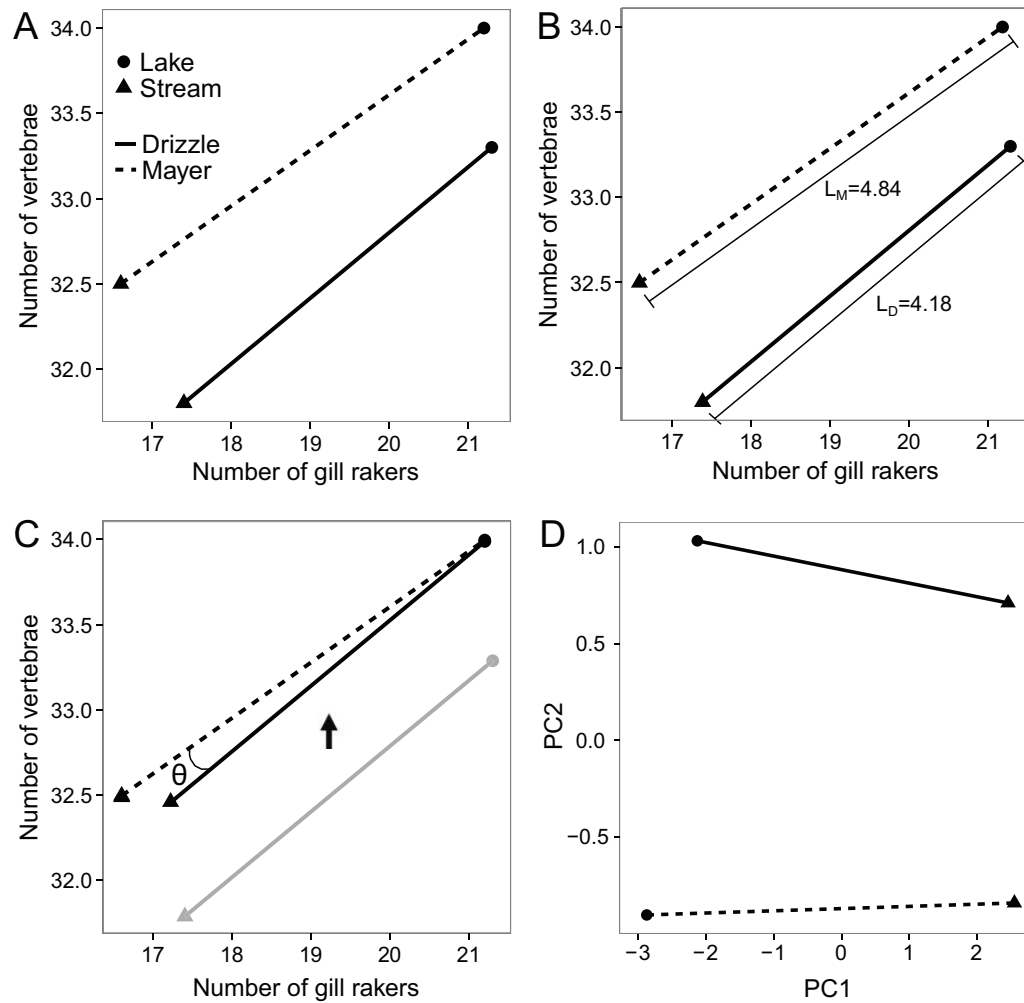 A
Lake
Stream
Drizzle
Mayer
Number of vertebrae
34.0
33.5
33.0
32.5
32.0
17 18 19 20 21
Number of gill rakers
B
Number of vertebrae
34.0
33.5
33.0
32.5
32.0
LM=4.84
LD=4.18
17 18 19 20 21
Number of gill rakers
C
Number of vertebrae
34.0
33.5
33.0
32.5
32.0
θ
17 18 19 20 21
Number of gill rakers
D
PC2
1.0
0.5
0.0
−0.5
−3 −2 −1 0 1 2
PC1